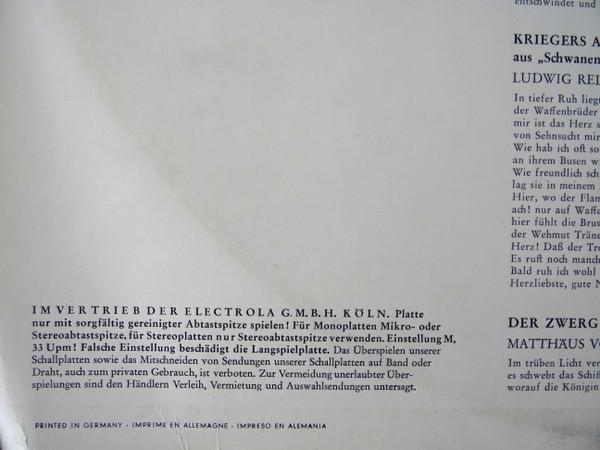 IM VERTRIEB DER ELECTROLA G.M.B.H. KÖLN. Platte
nur mit sorgfältig gereinigter Abtastspitze spielen! Für Monoplatten Mikro- oder
Stereoabtastspitze, für Stereoplatten nur Stereoabtastspitze verwenden. Einstellung M,
33 Upm! Falsche Einstellung beschädigt die Langspielplatte. Das Überspielen unserer
Schallplatten sowie das Mitschneiden von Sendungen unserer Schallplatten auf Band oder
Draht, auch zum privaten Gebrauch, ist verboten. Zur Vermeidung unerlaubter Über-
spielungen sind den Händlern Verleih, Vermietung und Auswahlsendungen untersagt.
PRINTED IN GERMANY · IMPRIME EN ALLEMAGNE · IMPRESO EN ALEMANIA
entschwindet und
KRIEGERS A
aus „Schwanen
LUDWIG REL
In tiefer Ruh liegt
der Waffenbrüder
mir ist das Herz s
von Sehnsucht mir
Wie hab ich oft so
an ihrem Busen w
Wie freundlich sch
lag sie in meinem
Hier, wo der Flam
ach! nur auf Waffe
hier fühlt die Brus
der Wehmut Träne
Herz! Daß der Tro
Es ruft noch manch
Bald ruh ich wohl
Herzliebste, gute N
DER ZWERG
MATTHÄUS VO
Im trüben Licht ver
es schwebt das Schif
worauf die Königin